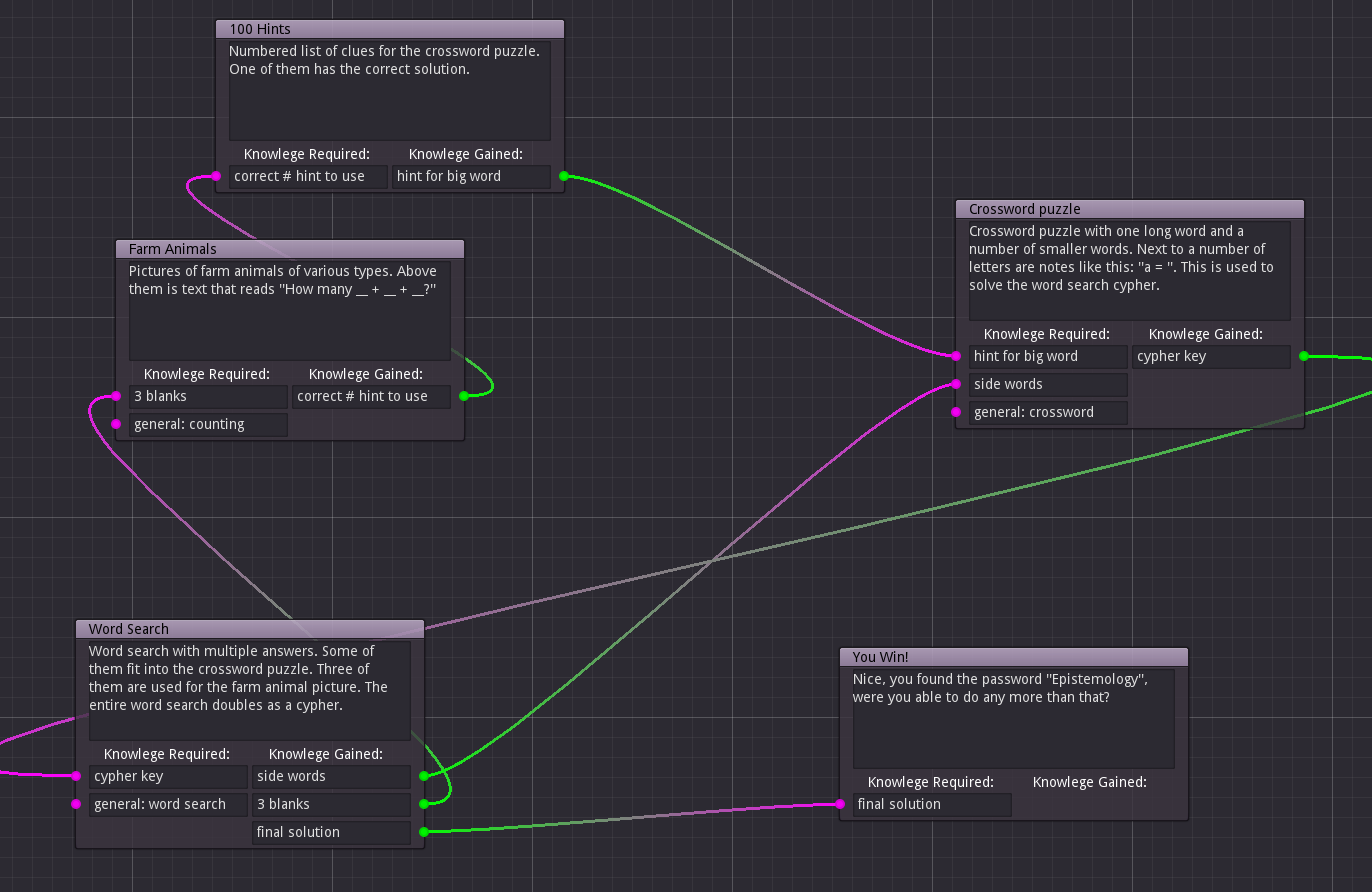 100 Hints
Numbered list of clues for the crossword puzzle.
One of them has the correct solution.
Knowlege Required: Knowlege Gained:
correct # hint to use hint for big word
Crossword puzzle
Crossword puzzle with one long word and a
number of smaller words. Next to a number of
letters are notes like this: "a = ". This is used to
solve the word search cypher.
Knowlege Required: Knowlege Gained:
hint for big word cypher key
side words
general: crossword
Farm Animals
Pictures of farm animals of various types. Above
them is text that reads "How many __ + __ + __?"
Knowlege Required: Knowlege Gained:
3 blanks correct # hint to use
general: counting
Word Search
Word search with multiple answers. Some of
them fit into the crossword puzzle. Three of
them are used for the farm animal picture. The
entire word search doubles as a cypher.
Knowlege Required: Knowlege Gained:
cypher key side words
general: word search 3 blanks
final solution
You Win!
Nice, you found the password "Epistemology",
were you able to do any more than that?
Knowlege Required: Knowlege Gained:
final solution